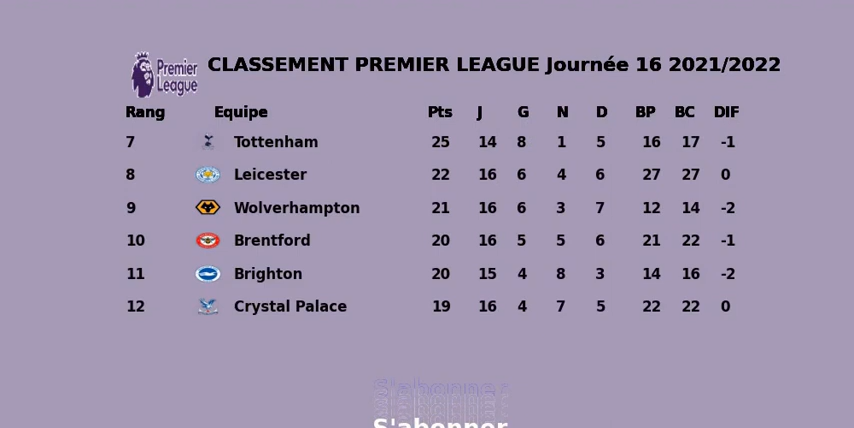 Premier League
CLASSEMENT PREMIER LEAGUE Journée 16 2021/2022
Rang Equipe Pts J G N D BP BC DIF
7 Tottenham 25 14 8 1 5 16 17 -1
8 Leicester 22 16 6 4 6 27 27 0
9 Wolverhampton 21 16 6 3 7 12 14 -2
10 Brentford 20 16 5 5 6 21 22 -1
11 Brighton 20 15 4 8 3 14 16 -2
12 Crystal Palace 19 16 4 7 5 22 22 0
S'abonner